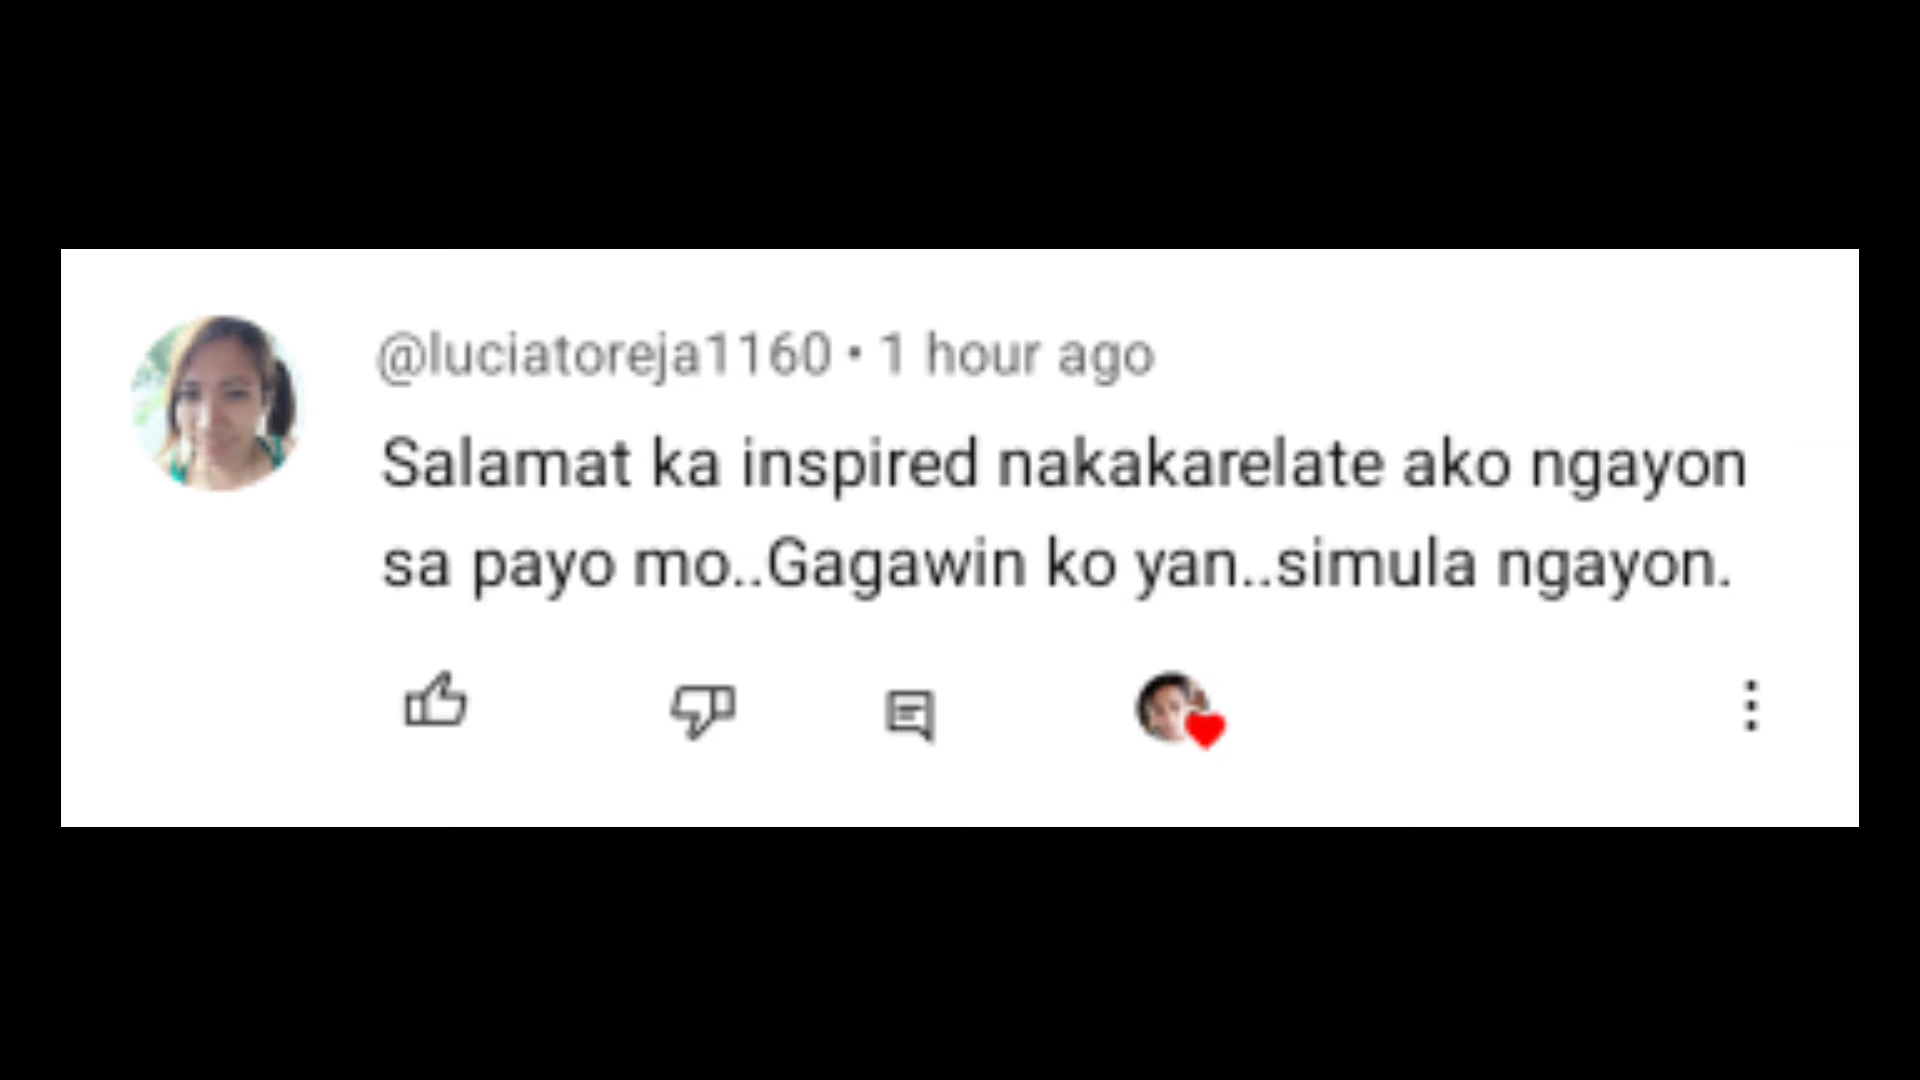 @luciatoreja1160 • 1 hour ago
Salamat ka inspired nakakarelate ako ngayon
sa payo mo..Gagawin ko yan..simula ngayon.